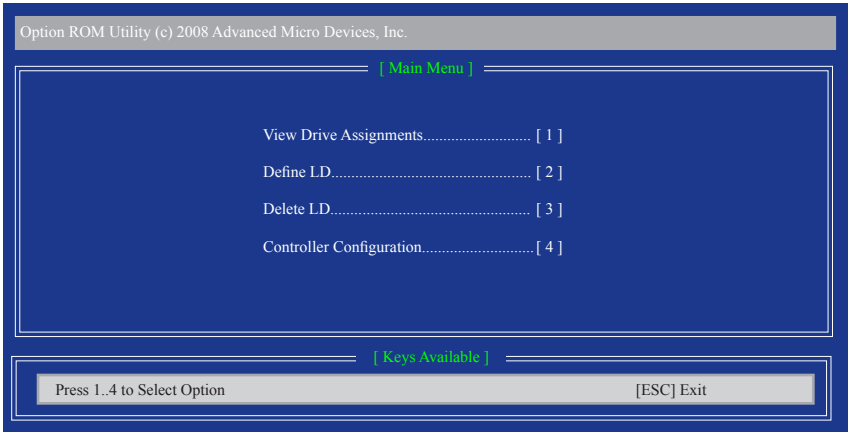 Option ROM Utility (c) 2008 Advanced Micro Devices, Inc.
[ Main Menu ]
View Drive Assignments........................... [ 1 ]
Define LD.................................................. [ 2 ]
Delete LD.................................................. [ 3 ]
Controller Configuration............................[ 4 ]
[ Keys Available ]
Press 1..4 to Select Option [ESC] Exit